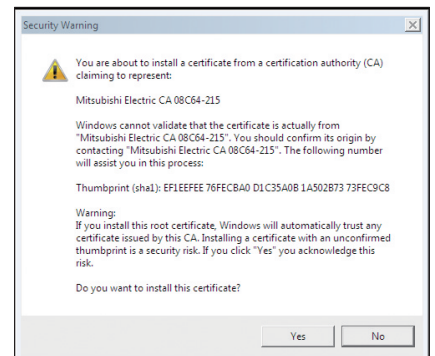 Security Warning
You are about to install a certificate from a certification authority (CA)
claiming to represent:
Mitsubishi Electric CA 08C64-215
Windows cannot validate that the certificate is actually from
"Mitsubishi Electric CA 08C64-215". You should confirm its origin by
contacting "Mitsubishi Electric CA 08C64-215". The following number
will assist you in this process:
Thumbprint (sha1): EF1EEFEE 76FECBA0 D1C35A0B 1A502B73 73FEC9C8
Warning:
If you install this root certificate, Windows will automatically trust any
certificate issued by this CA. Installing a certificate with an unconfirmed
thumbprint is a security risk. If you click "Yes" you acknowledge this
risk.
Do you want to install this certificate?
Yes No